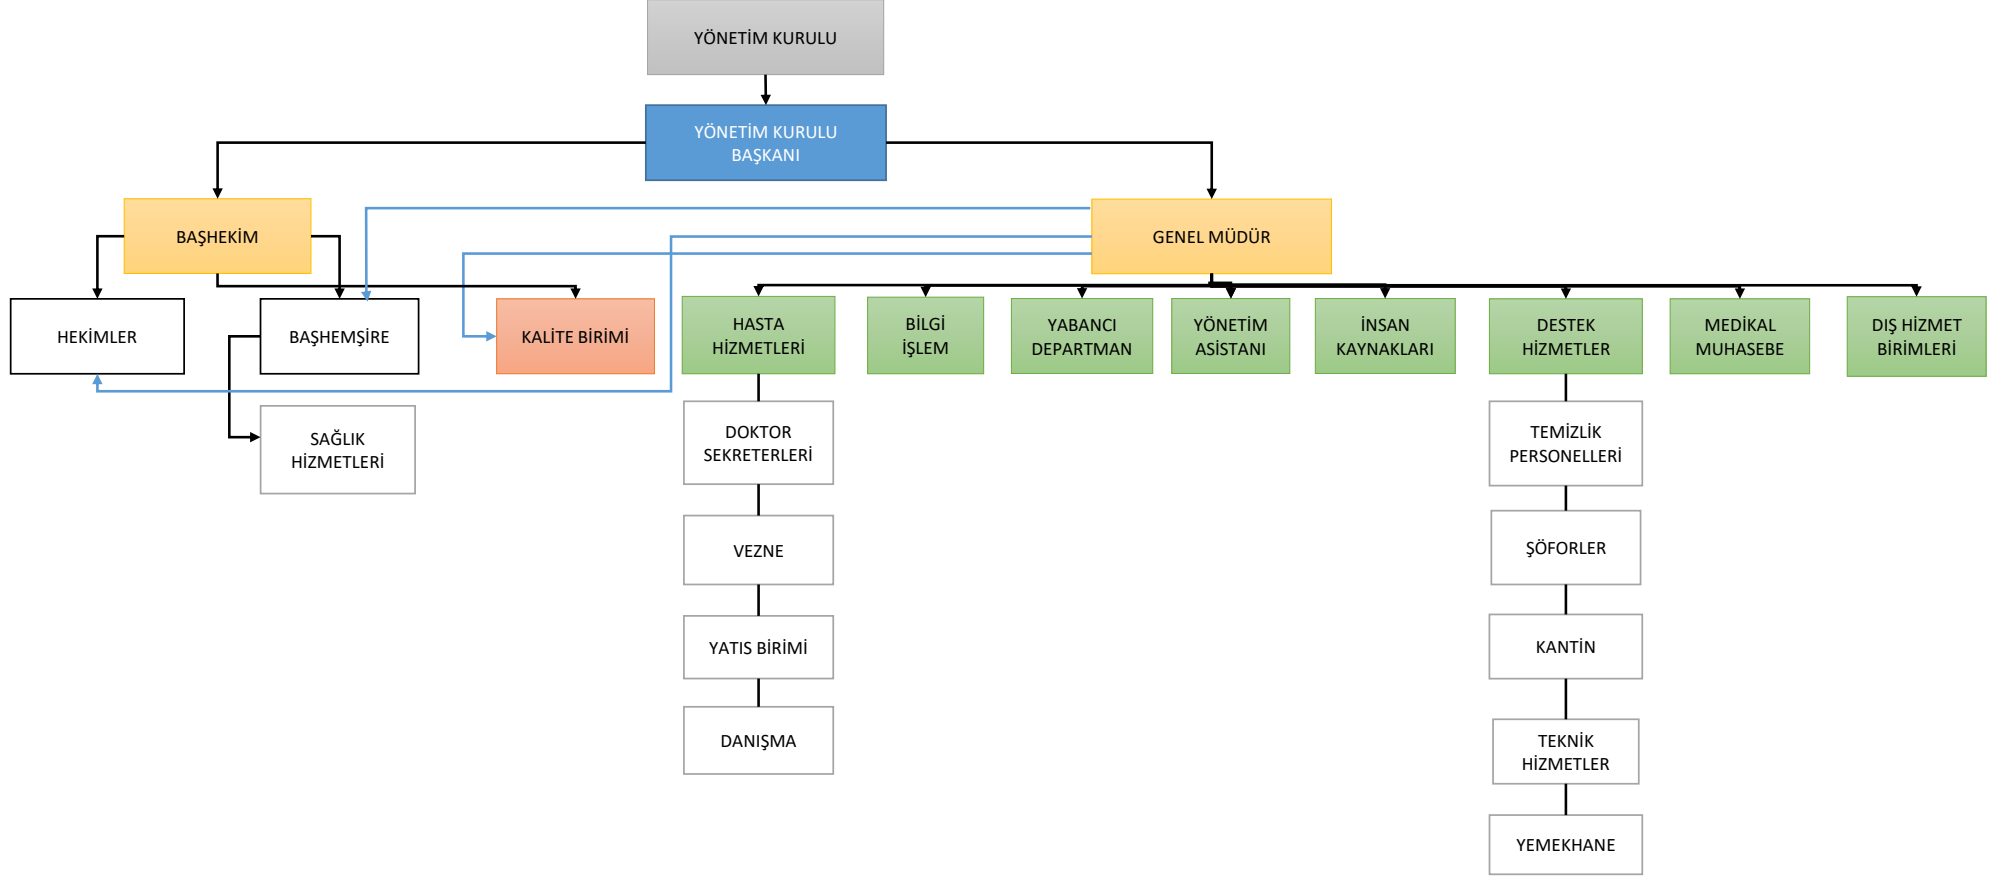 YÖNETİM KURULU
YÖNETİM KURULU
BAŞKANI
BAŞHEKİM
GENEL MÜDÜR
HEKİMLER
BAŞHEMŞİRE
KALİTE BİRİMİ
HASTA
HİZMETLERİ
BİLGİ
İŞLEM
YABANCI
DEPARTMAN
YÖNETİM
ASİSTANI
İNSAN
KAYNAKLARI
DESTEK
HİZMETLER
MEDİKAL
MUHASEBE
DIŞ HİZMET
BİRİMLERİ
SAĞLIK
HİZMETLERİ
DOKTOR
SEKRETERLERİ
TEMİZLİK
PERSONELLERİ
VEZNE
ŞÖFORLER
YATIS BİRİMİ
KANTİN
DANIŞMA
TEKNİK
HİZMETLER
YEMEKHANE